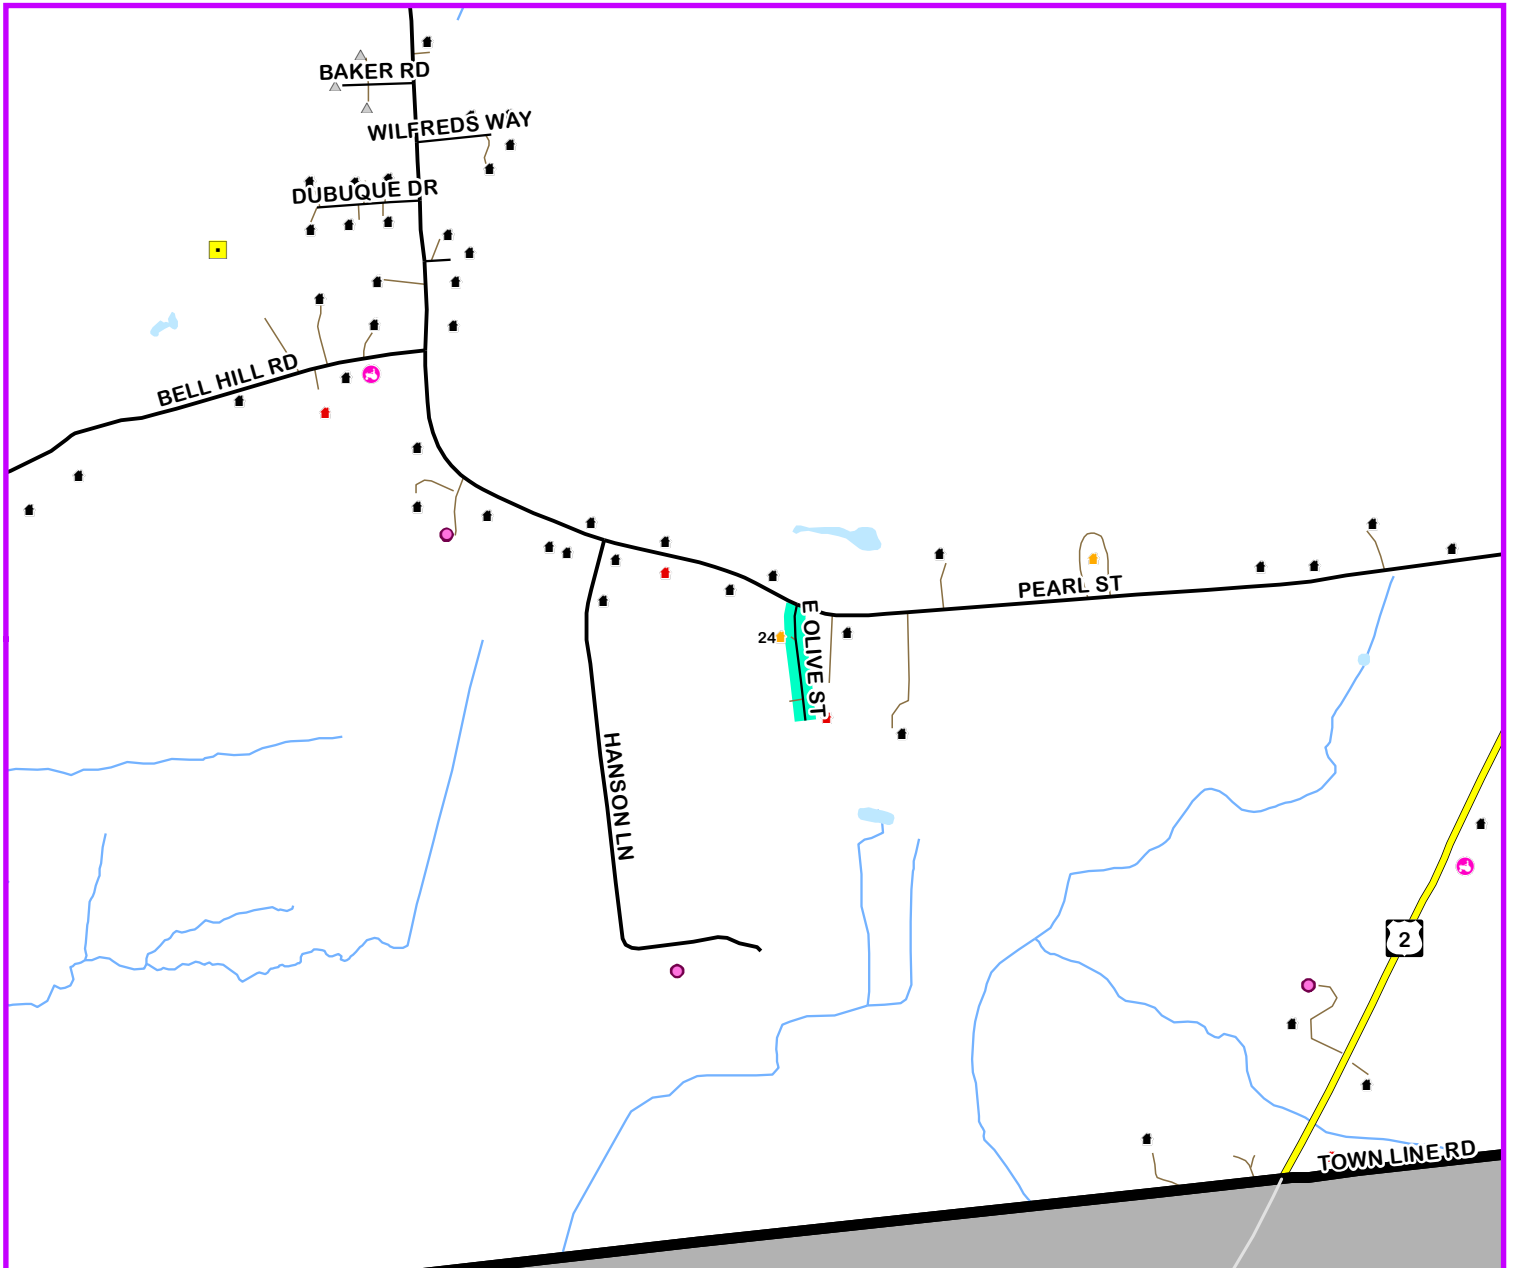 BAKER RD
WILFREDS WAY
DUBUQUE DR
BELL HILL RD
PEARL ST
E OLIVE ST
24
HANSON LN
2
TOWN LINE RD